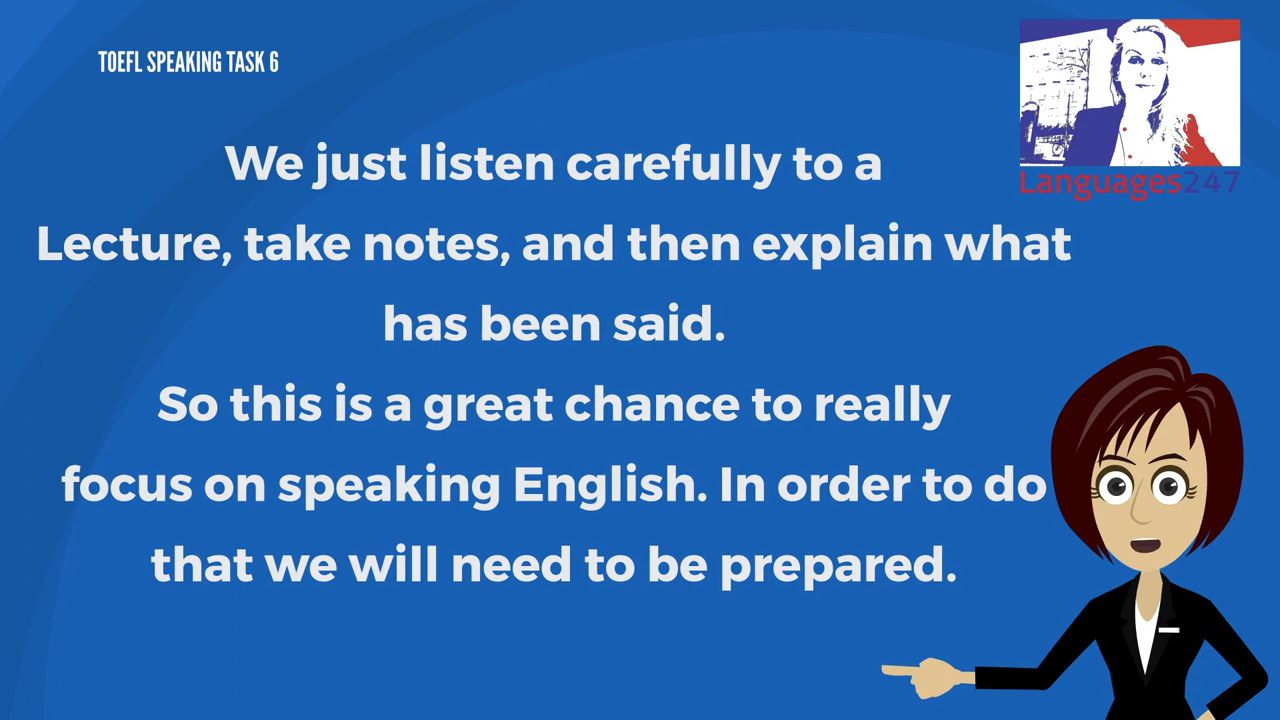 TOEFL SPEAKING TASK 6
Languages247
We just listen carefully to a
Lecture, take notes, and then explain what
has been said.
So this is a great chance to really
focus on speaking English. In order to do
that we will need to be prepared.